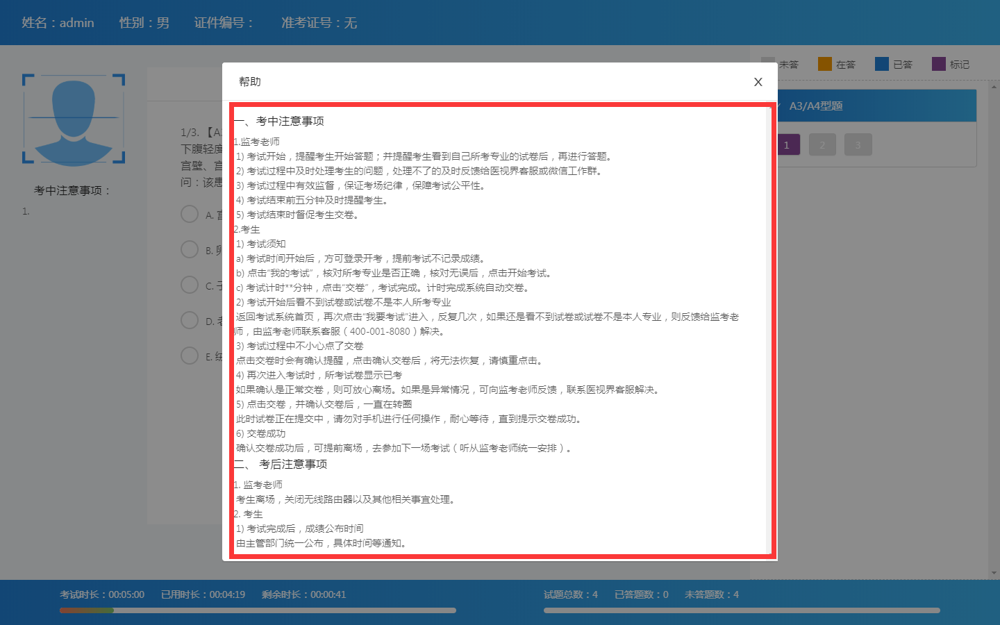 姓名：admin 性别：男 证件编号： 准考证号：无
未答 在答 已答 标记
帮助 X
A3/A4型题
1 2 3
考中注意事项：
1.
1/3. 【A
下腹轻度
宫壁、宫
问：该患
A. 宫
B. 卵
C. 子
D. 老
E. 绒
一、考中注意事项
1.监考老师
1) 考试开始，提醒考生开始答题；并提醒考生看到自己所考专业的试卷后，再进行答题。
2) 考试过程中及时处理考生的问题，处理不了的及时反馈给医视界客服或微信工作群。
3) 考试过程中有效监督，保证考场纪律，保障考试公平性。
4) 考试结束前五分钟及时提醒考生。
5) 考试结束时督促考生交卷。
2.考生
1) 考试须知
a) 考试时间开始后，方可登录开考，提前考试不记录成绩。
b) 点击“我的考试”，核对所考专业是否正确，核对无误后，点击开始考试。
c) 考试计时**分钟，点击“交卷”，考试完成。计时完成系统自动交卷。
2) 考试开始后看不到试卷或试卷不是本人所考专业
返回考试系统首页，再次点击“我要考试”进入，反复几次，如果还是看不到试卷或试卷不是本人专业，则反馈给监考老
师，由监考老师联系客服（400-001-8080）解决。
3) 考试过程中不小心点了交卷
点击交卷时会有确认提醒，点击确认交卷后，将无法恢复，请慎重点击。
4) 再次进入考试时，所考试卷显示已考
如果确认是正常交卷，则可放心离场。如果是异常情况，可向监考老师反馈，联系医视界客服解决。
5) 点击交卷，并确认交卷后，一直在转圈
此时试卷正在提交中，请勿对手机进行任何操作，耐心等待，直到提示交卷成功。
6) 交卷成功
确认交卷成功后，可提前离场，去参加下一场考试（听从监考老师统一安排）。
二、 考后注意事项
1. 监考老师
考生离场，关闭无线路由器以及其他相关事宜处理。
2. 考生
1) 考试完成后，成绩公布时间
由主管部门统一公布，具体时间等通知。
考试时长：00:05:00 已用时长：00:04:19 剩余时长：00:00:41
试题总数：4 已答题数：0 未答题数：4